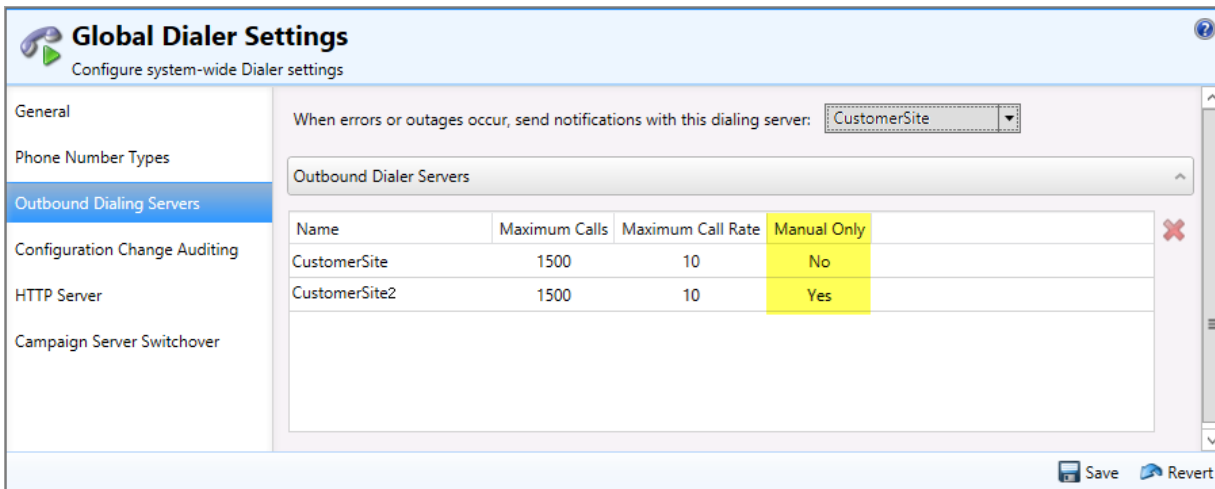 Global Dialer Settings
Configure system-wide Dialer settings
General
Phone Number Types
Outbound Dialing Servers
Configuration Change Auditing
HTTP Server
Campaign Server Switchover
When errors or outages occur, send notifications with this dialing server: CustomerSite
Outbound Dialer Servers
Name Maximum Calls Maximum Call Rate Manual Only
CustomerSite 1500 10 No
CustomerSite2 1500 10 Yes
Save Revert